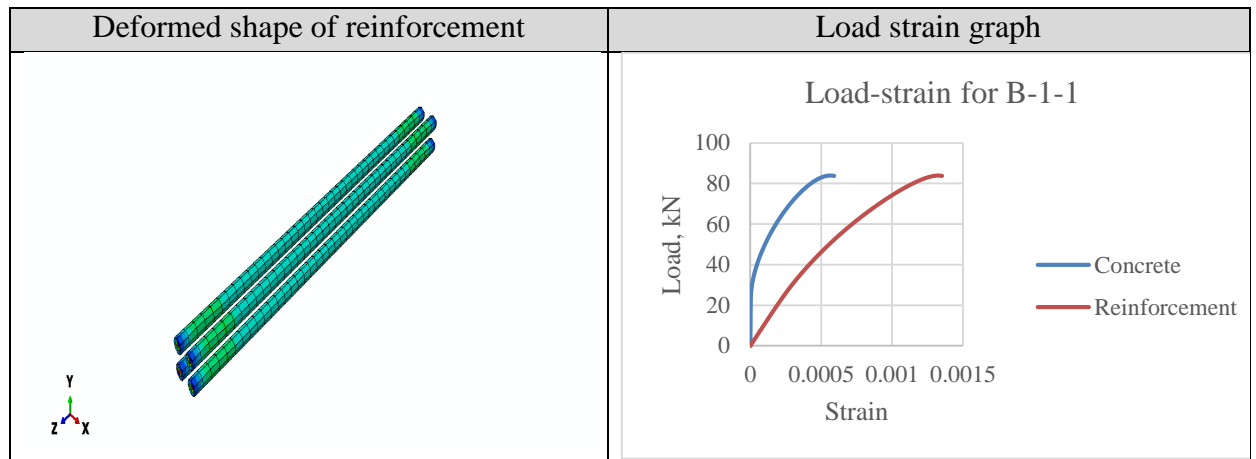 Deformed shape of reinforcement
Load strain graph
Y
Z
X
Load-strain for B-1-1
Load, kN
100
80
60
40
20
0
0 0.0005 0.001 0.0015
Strain
Concrete
Reinforcement